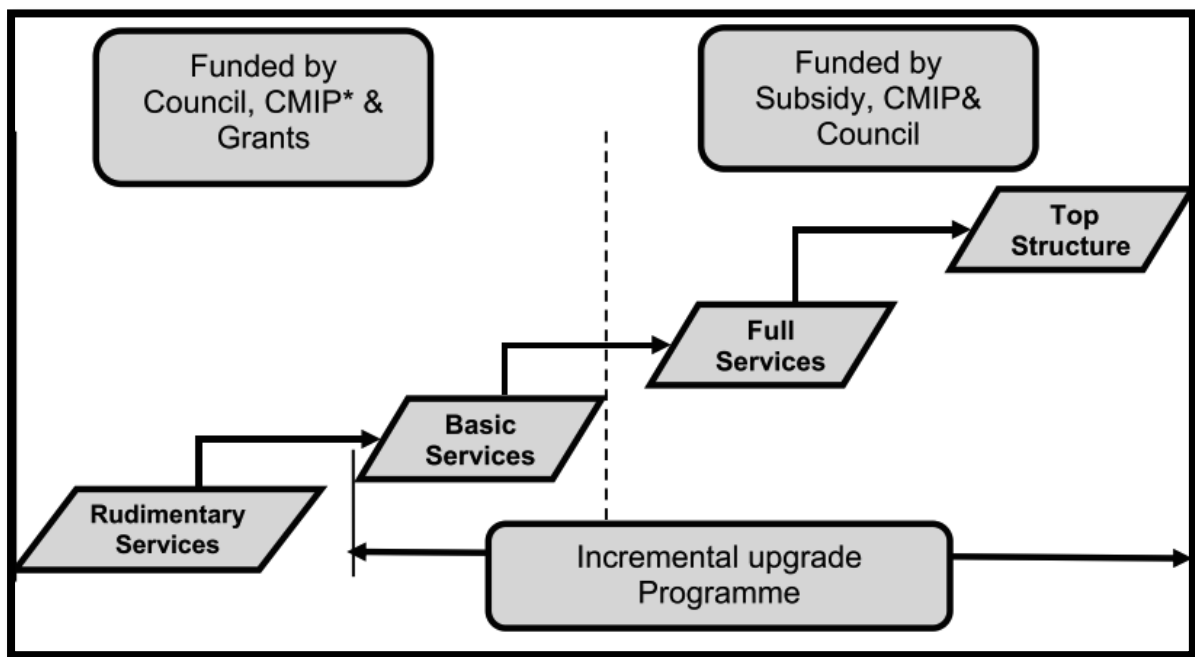 Funded by
Council, CMIP* &
Grants
Funded by
Subsidy, CMIP&
Council
Top
Structure
Full
Services
Basic
Services
Rudimentary
Services
Incremental upgrade
Programme